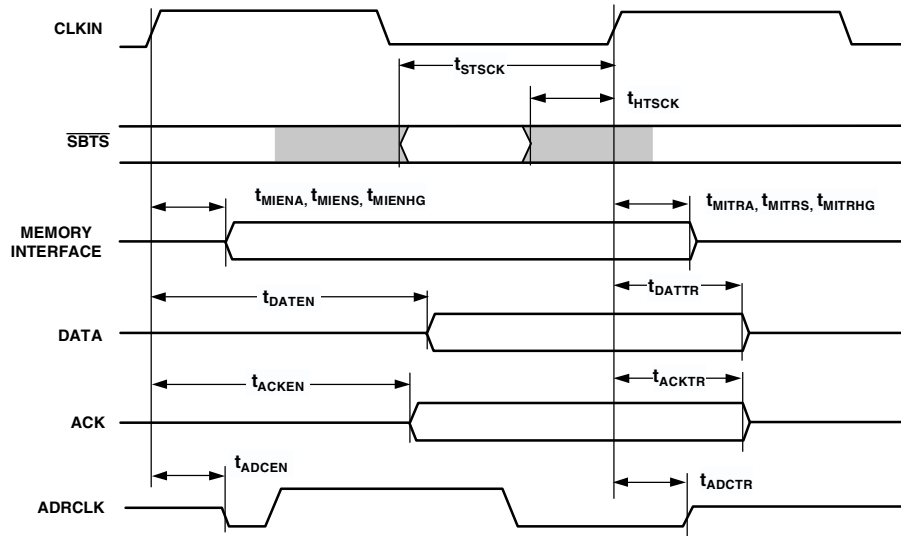 CLKIN
tSTSCK
tHTSCK
SBTS
tMIENA, tMIENS, tMIENHG
tMITRA, tMITRS, tMITRHG
MEMORY
INTERFACE
tDATEN
tDATTR
DATA
tACKEN
tACKTR
ACK
tADCEN
tADCTR
ADRCLK